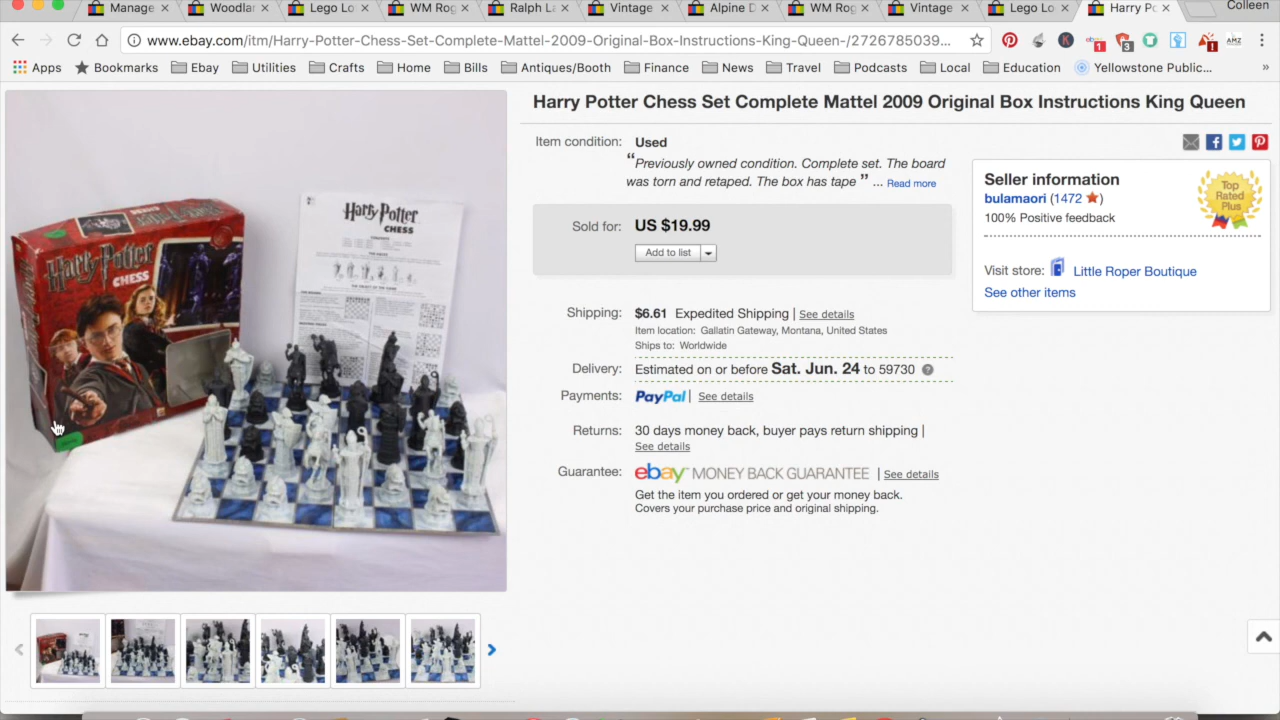 Manage
Woodlar
Lego Lo
WM Rog
Ralph La
Vintage
Alpine D
WM Rog
Vintage
Lego Lo
Harry Po
Colleen
www.ebay.com/itm/Harry-Potter-Chess-Set-Complete-Mattel-2009-Original-Box-Instructions-King-Queen-/2726785039...
Apps Bookmarks Ebay Utilities Crafts Home Bills Antiques/Booth Finance News Travel Podcasts Local Education Yellowstone Public... »
Harry Potter Chess Set Complete Mattel 2009 Original Box Instructions King Queen
Item condition: Used
“Previously owned condition. Complete set. The board
was torn and retaped. The box has tape ” ... Read more
Sold for: US $19.99
Add to list
Shipping: $6.61 Expedited Shipping | See details
Item location: Gallatin Gateway, Montana, United States
Ships to: Worldwide
Delivery: Estimated on or before Sat. Jun. 24 to 59730
Payments: PayPal | See details
Returns: 30 days money back, buyer pays return shipping |
See details
Guarantee: ebay MONEY BACK GUARANTEE | See details
Get the item you ordered or get your money back.
Covers your purchase price and original shipping.
Seller information
bulamaori (1472)
100% Positive feedback
Top
Rated
Plus
Visit store: Little Roper Boutique
See other items
Harry Potter
CHESS
Harry Potter
CHESS